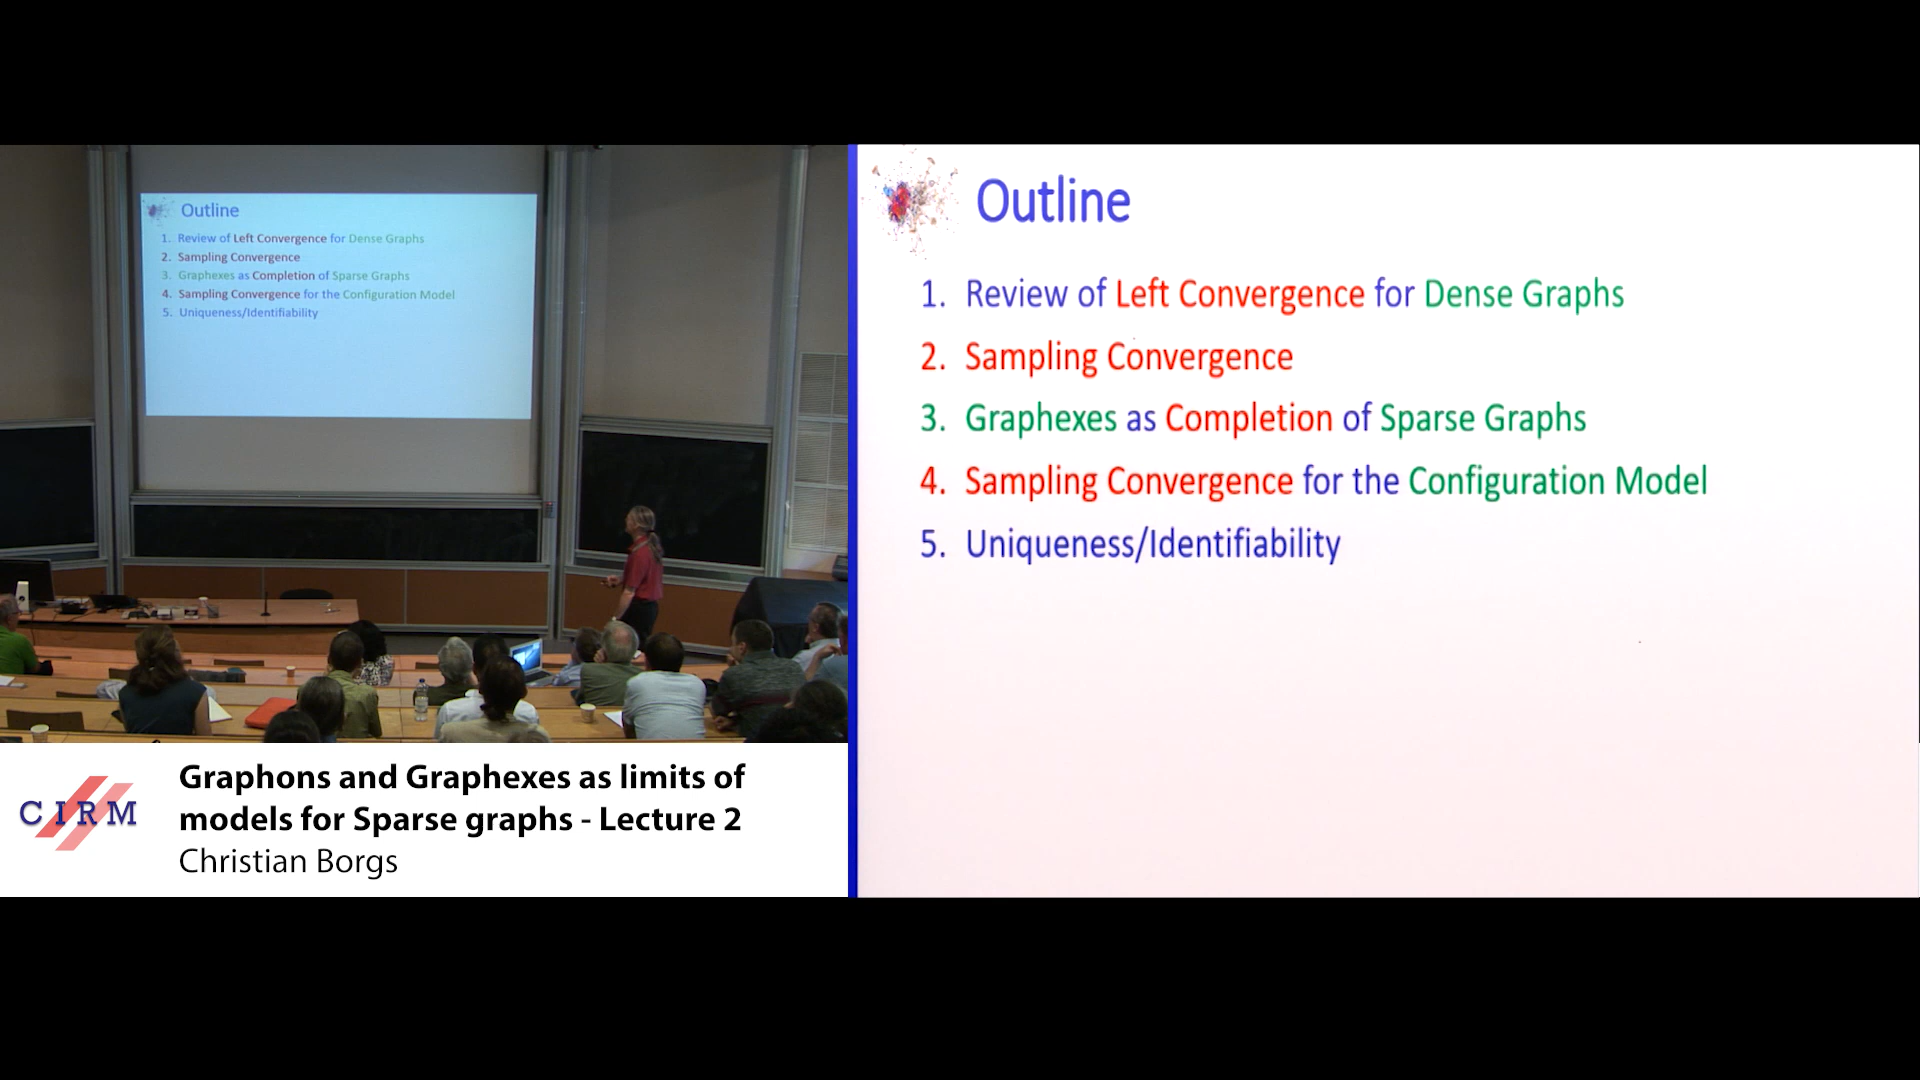 Outline
1. Review of Left Convergence for Dense Graphs
2. Sampling Convergence
3. Graphexes as Completion of Sparse Graphs
4. Sampling Convergence for the Configuration Model
5. Uniqueness/Identifiability
Outline
1. Review of Left Convergence for Dense Graphs
2. Sampling Convergence
3. Graphexes as Completion of Sparse Graphs
4. Sampling Convergence for the Configuration Model
5. Uniqueness/Identifiability
CIRM
Graphons and Graphexes as limits of
models for Sparse graphs - Lecture 2
Christian Borgs